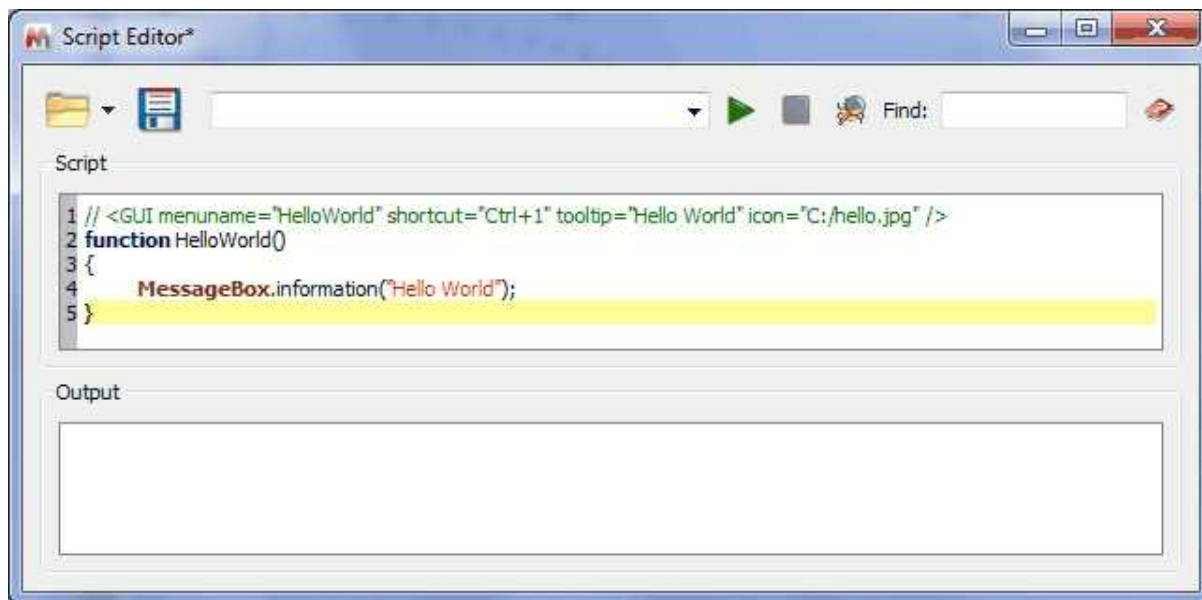 Script Editor*
Find:
Script
1 // <GUI menuname="HelloWorld" shortcut="Ctrl+1" tooltip="Hello World" icon="C:/hello.jpg" />
2 function HelloWorld()
3 {
4 MessageBox.information("Hello World");
5 }
Output